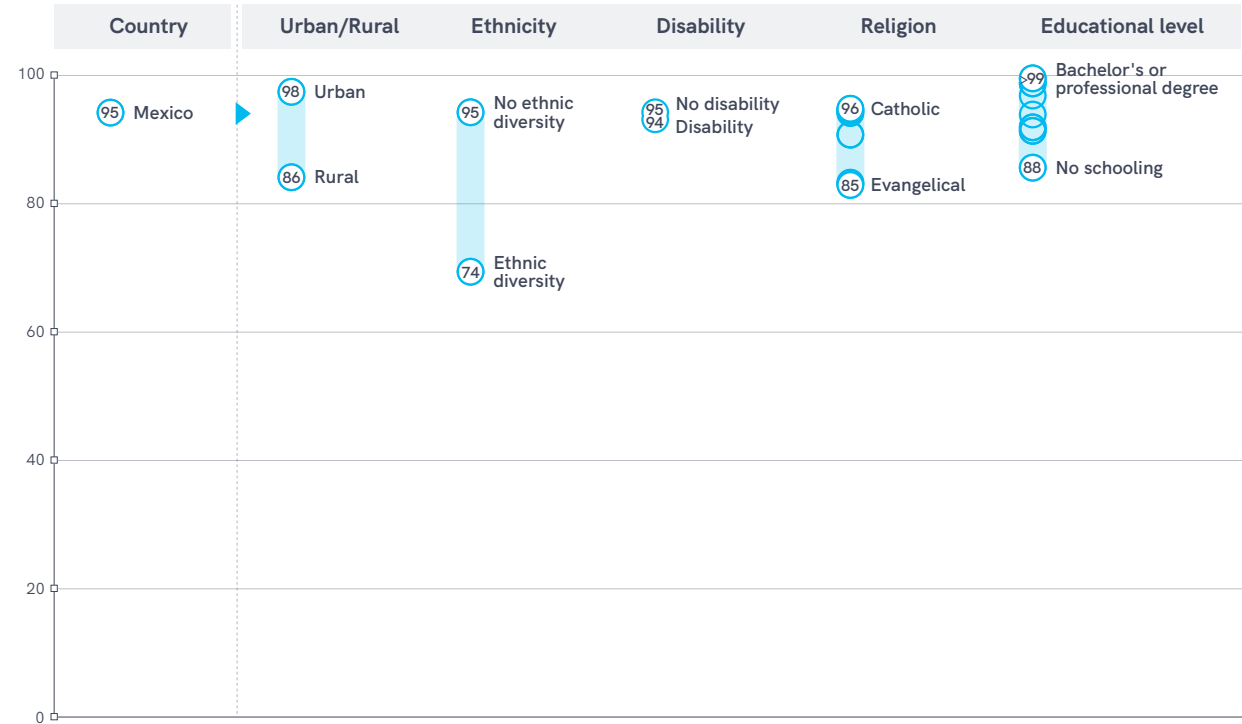 Country
Urban/Rural
Ethnicity
Disability
Religion
Educational level
100
80
60
40
20
0
95 Mexico
98 Urban
86 Rural
95 No ethnic
diversity
74 Ethnic
diversity
95 No disability
94 Disability
96 Catholic
85 Evangelical
>99 Bachelor's or
professional degree
88 No schooling